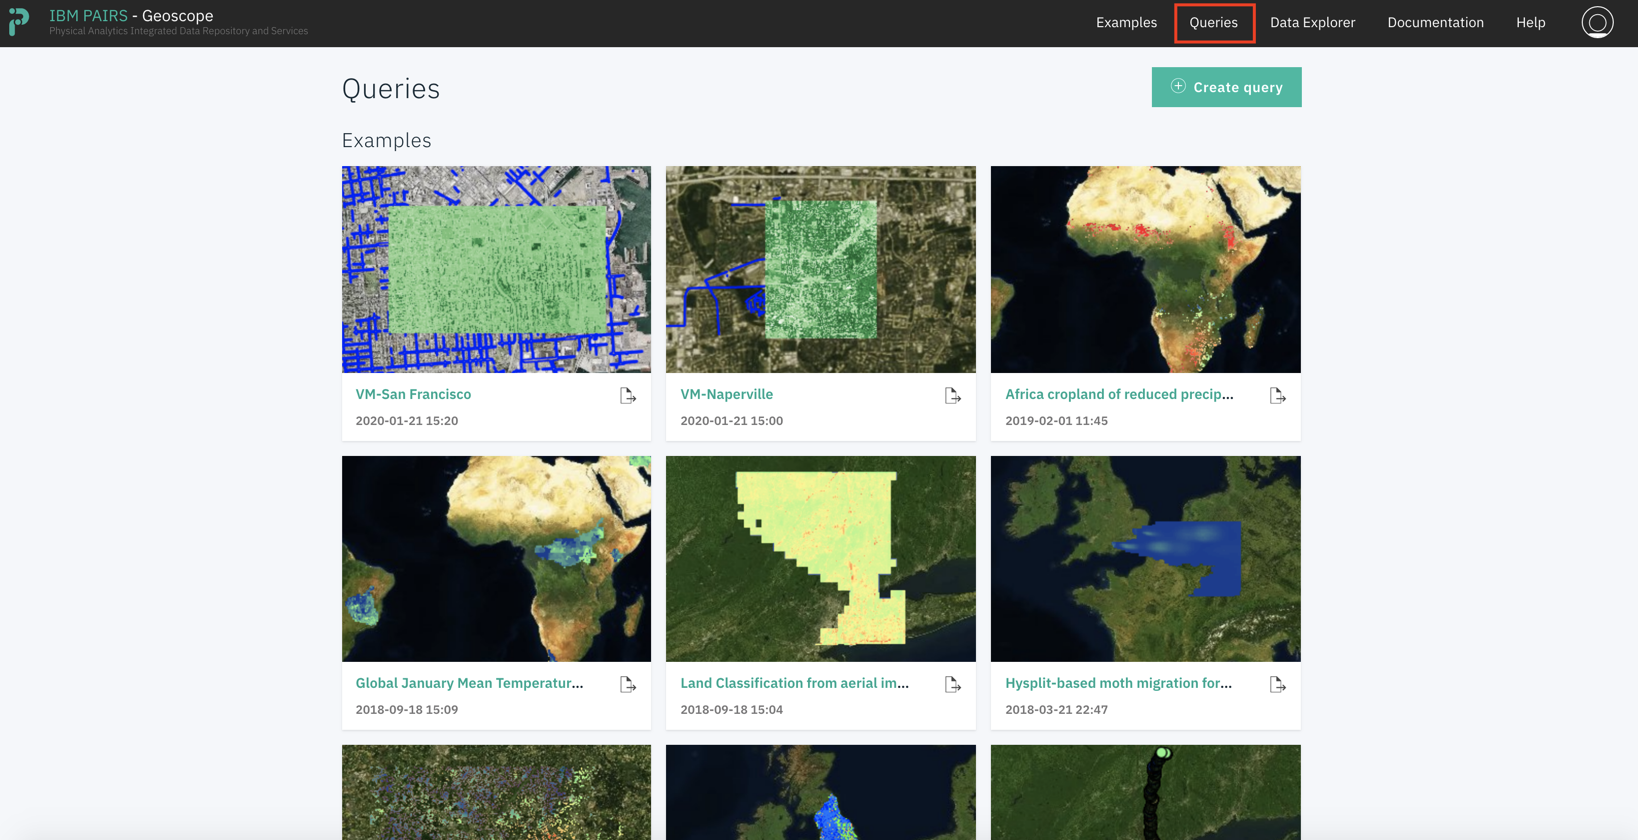 IBM PAIRS - Geoscope
Physical Analytics Integrated Data Repository and Services
Examples
Queries
Data Explorer
Documentation
Help
Queries
Create query
Examples
VM-San Francisco
2020-01-21 15:20
VM-Naperville
2020-01-21 15:00
Africa cropland of reduced precip...
2019-02-01 11:45
Global January Mean Temperatur...
2018-09-18 15:09
Land Classification from aerial im...
2018-09-18 15:04
Hysplit-based moth migration for...
2018-03-21 22:47